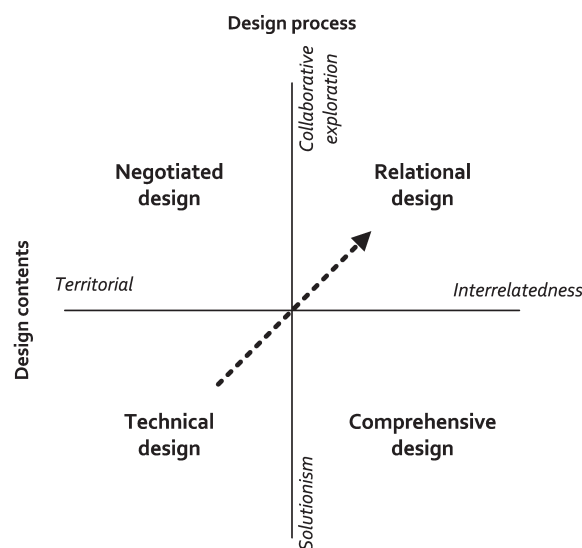 Design process
Collaborative
exploration
Negotiated
design
Relational
design
Design contents
Territorial
Interrelatedness
Technical
design
Comprehensive
design
Solutionism